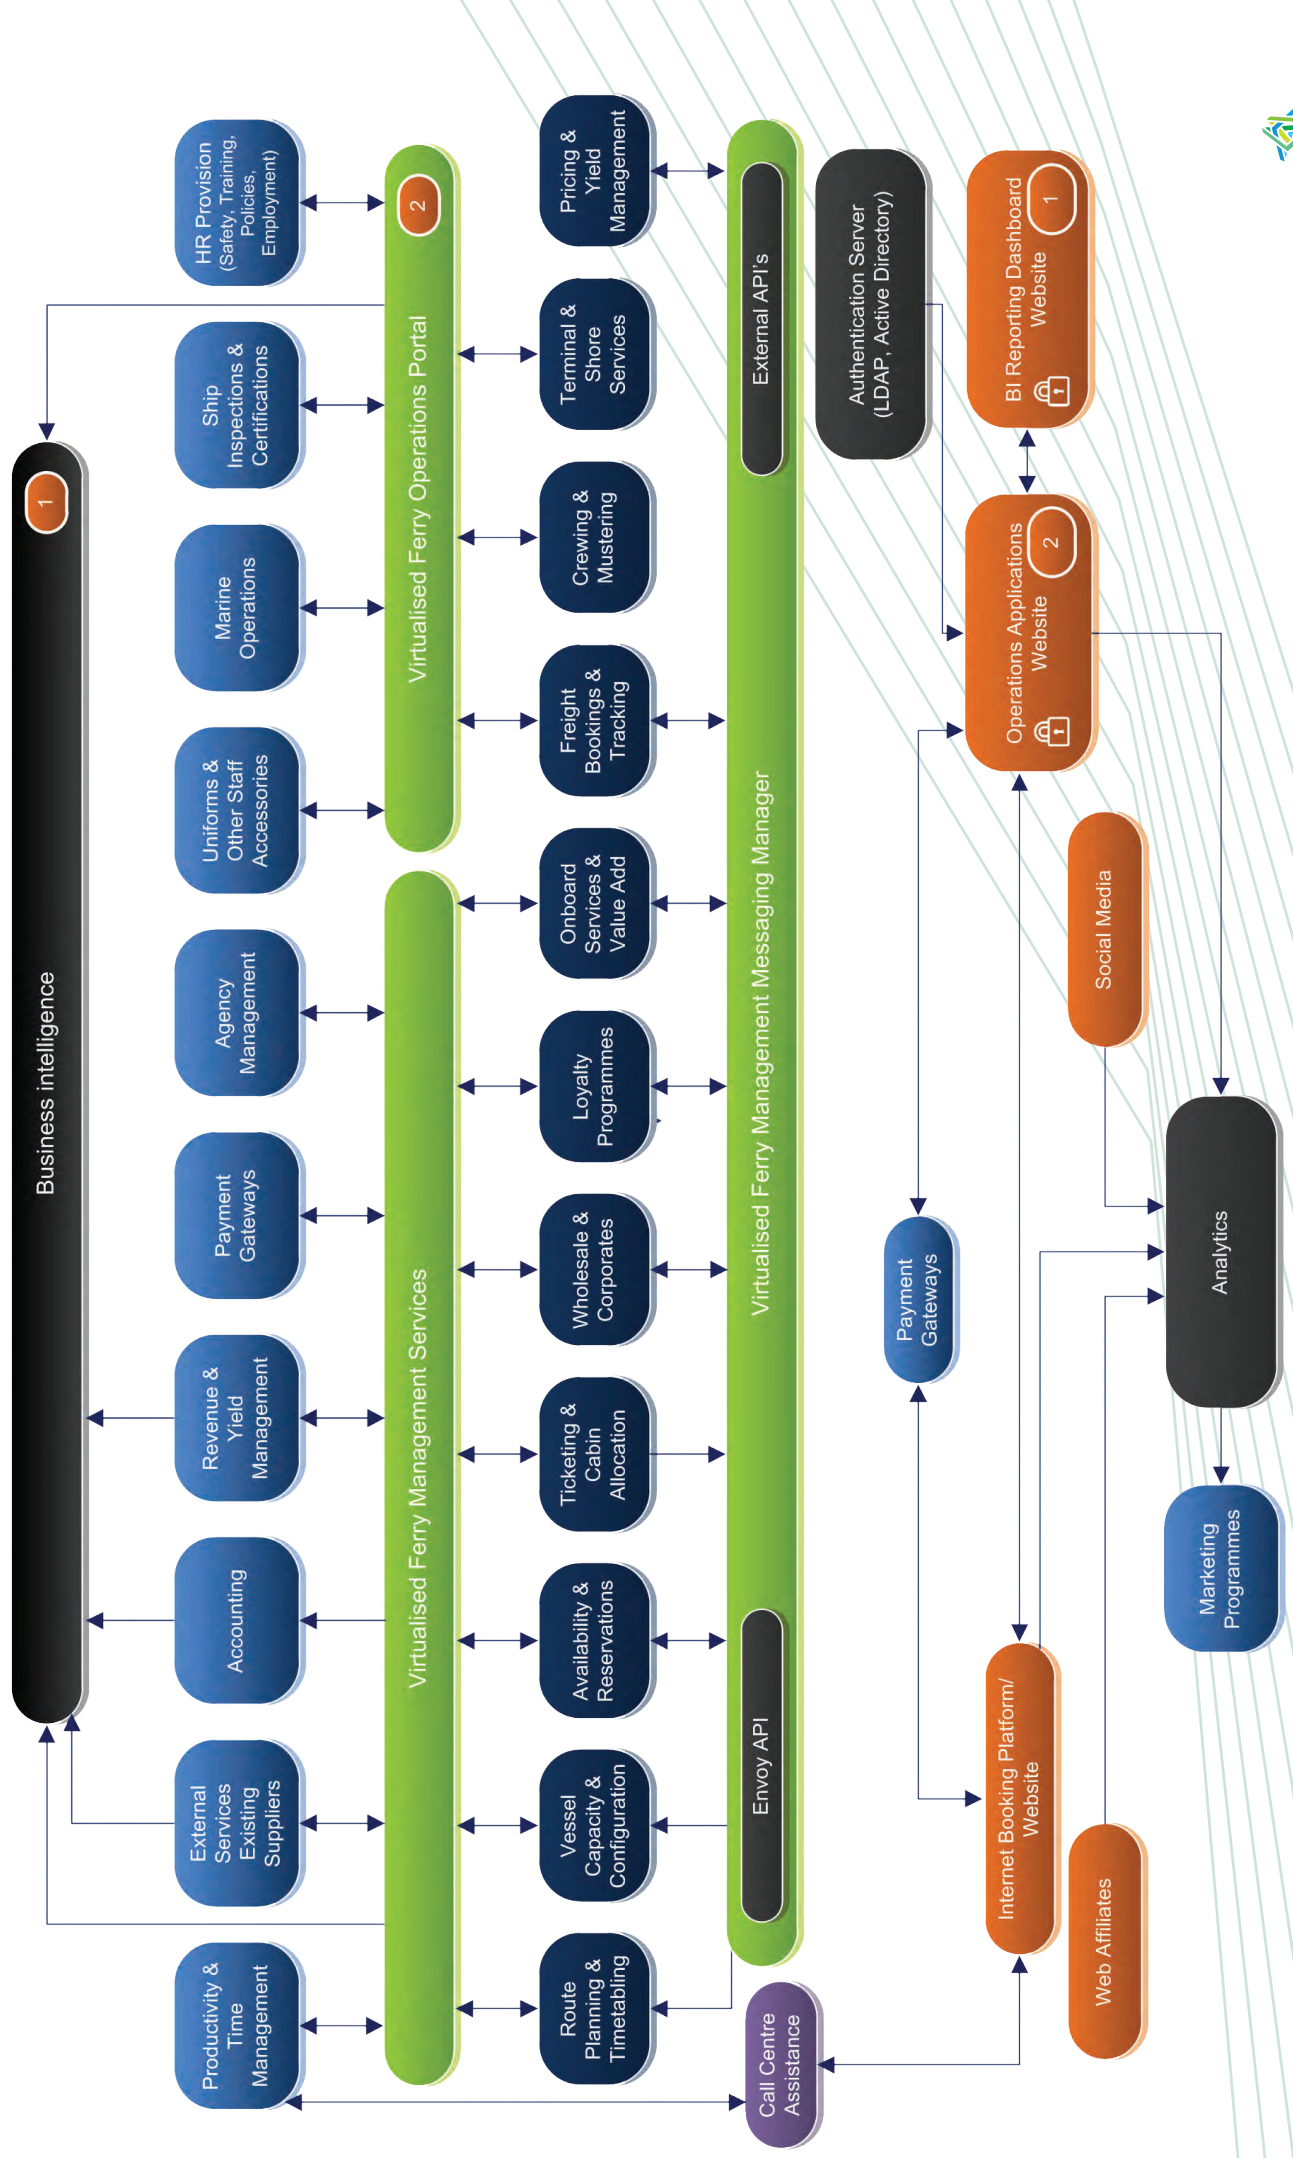 Business intelligence
1
Productivity &
Time
Management
External
Services
Existing
Suppliers
Accounting
Revenue &
Yield
Management
Payment
Gateways
Agency
Management
Uniforms &
Other Staff
Accessories
Marine
Operations
Ship
Inspections &
Certifications
HR Provision
(Safety, Training,
Policies,
Employment)
Virtualised Ferry Management Services
Virtualised Ferry Operations Portal
2
Route
Planning &
Timetabling
Vessel
Capacity &
Configuration
Availability &
Reservations
Ticketing &
Cabin
Allocation
Wholesale &
Corporates
Loyalty
Programmes
Onboard
Services &
Value Add
Freight
Bookings &
Tracking
Crewing &
Mustering
Terminal &
Shore
Services
Pricing &
Yield
Management
Call Centre
Assistance
Envoy API
Virtualised Ferry Management Messaging Manager
External API's
Authentication Server
(LDAP, Active Directory)
Payment
Gateways
Internet Booking Platform/
Website
Operations Applications
Website
2
BI Reporting Dashboard
Website
1
Web Affiliates
Social Media
Marketing
Programmes
Analytics